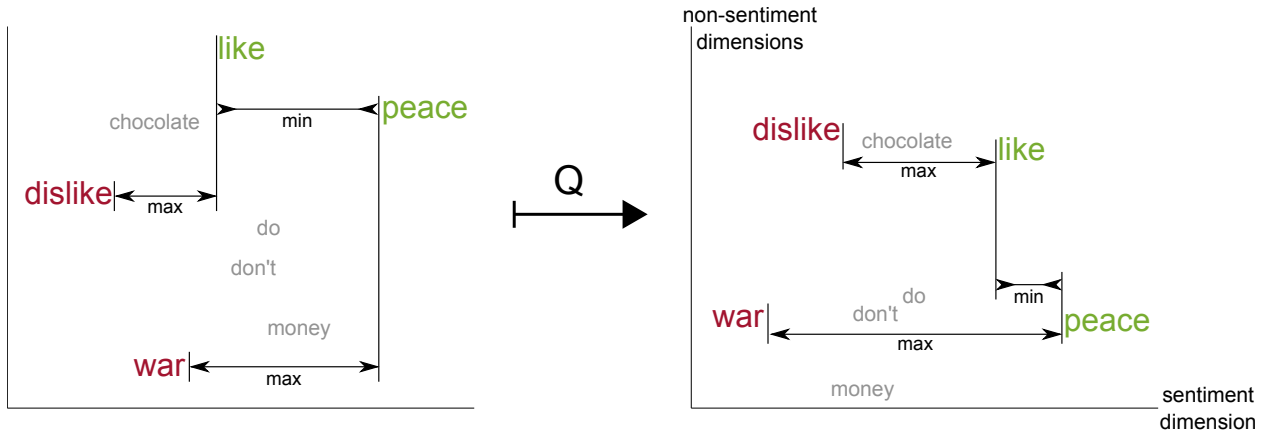 like
chocolate
min
peace
dislike
max
do
don't
money
war
max
Q
non-sentiment
dimensions
dislike
chocolate
like
max
min
do
don't
war
peace
max
money
sentiment
dimension